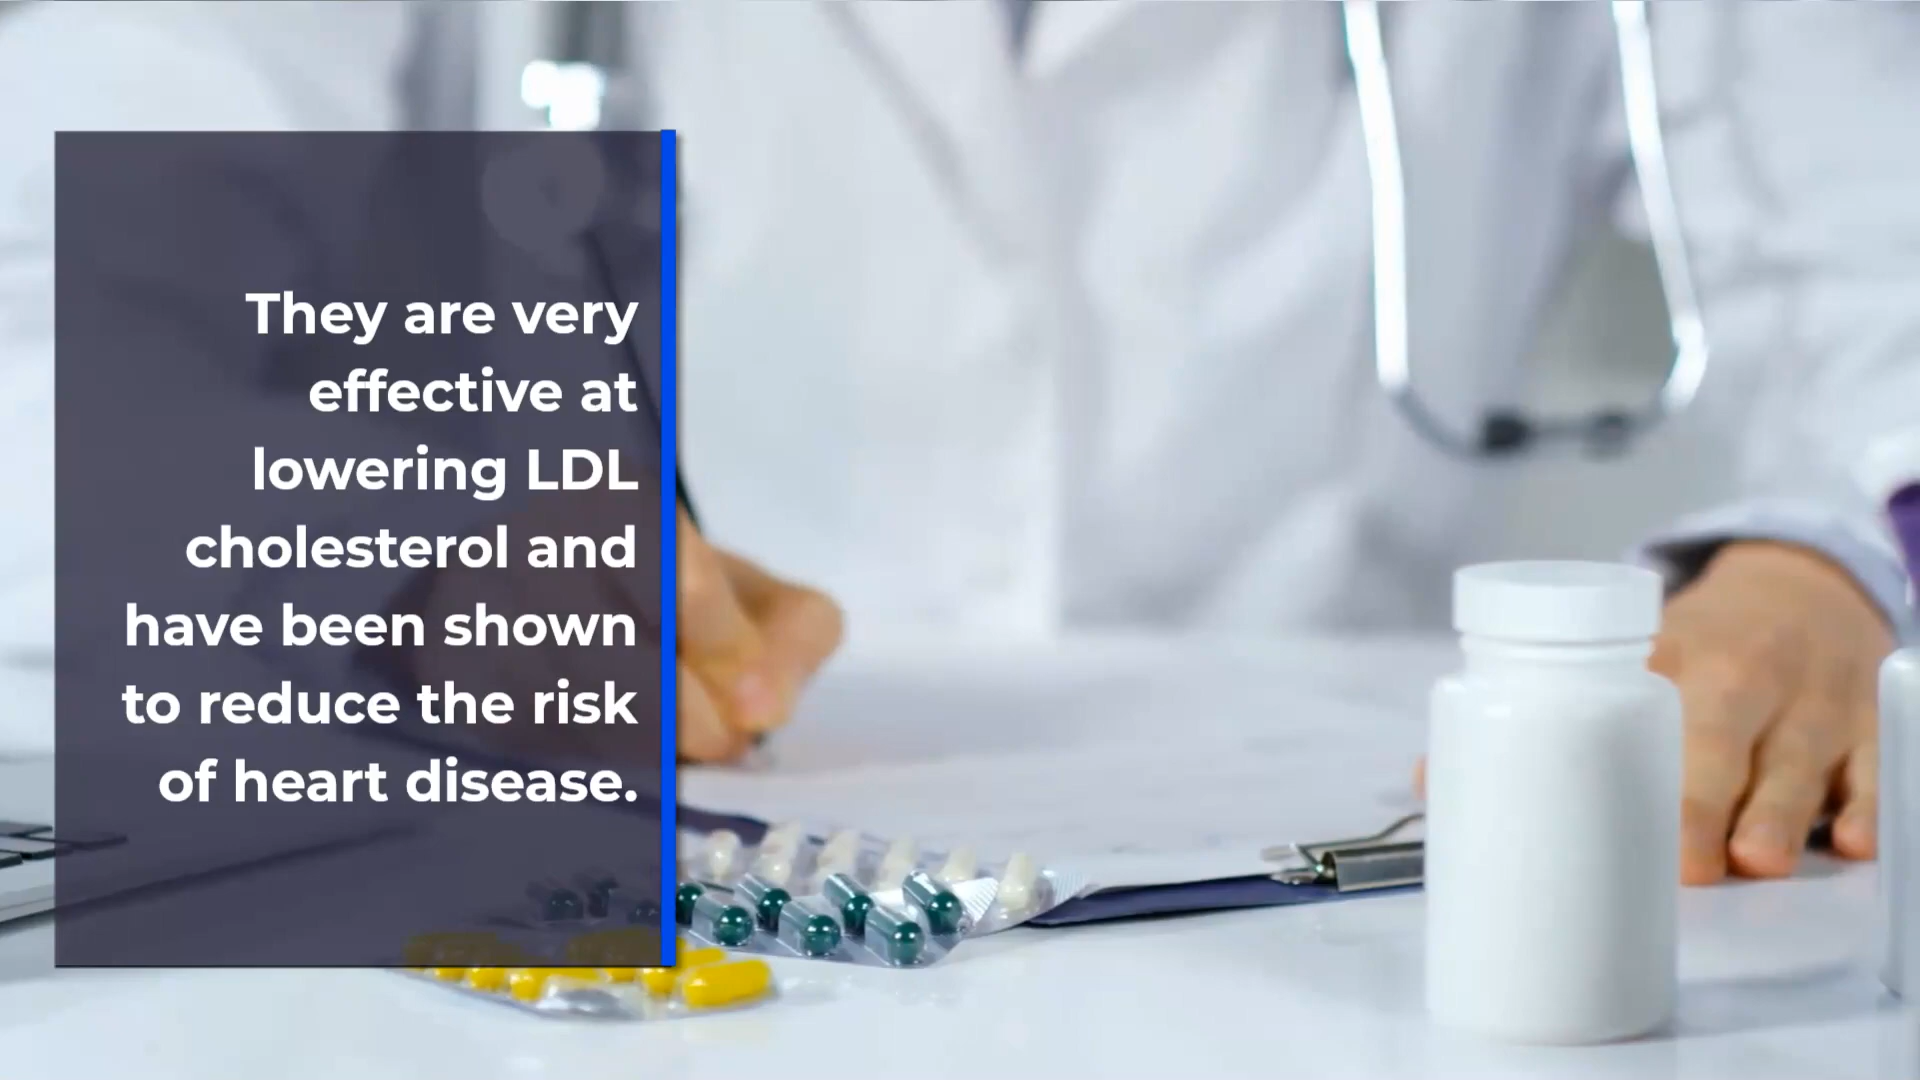 They are very
effective at
lowering LDL
cholesterol and
have been shown
to reduce the risk
of heart disease.